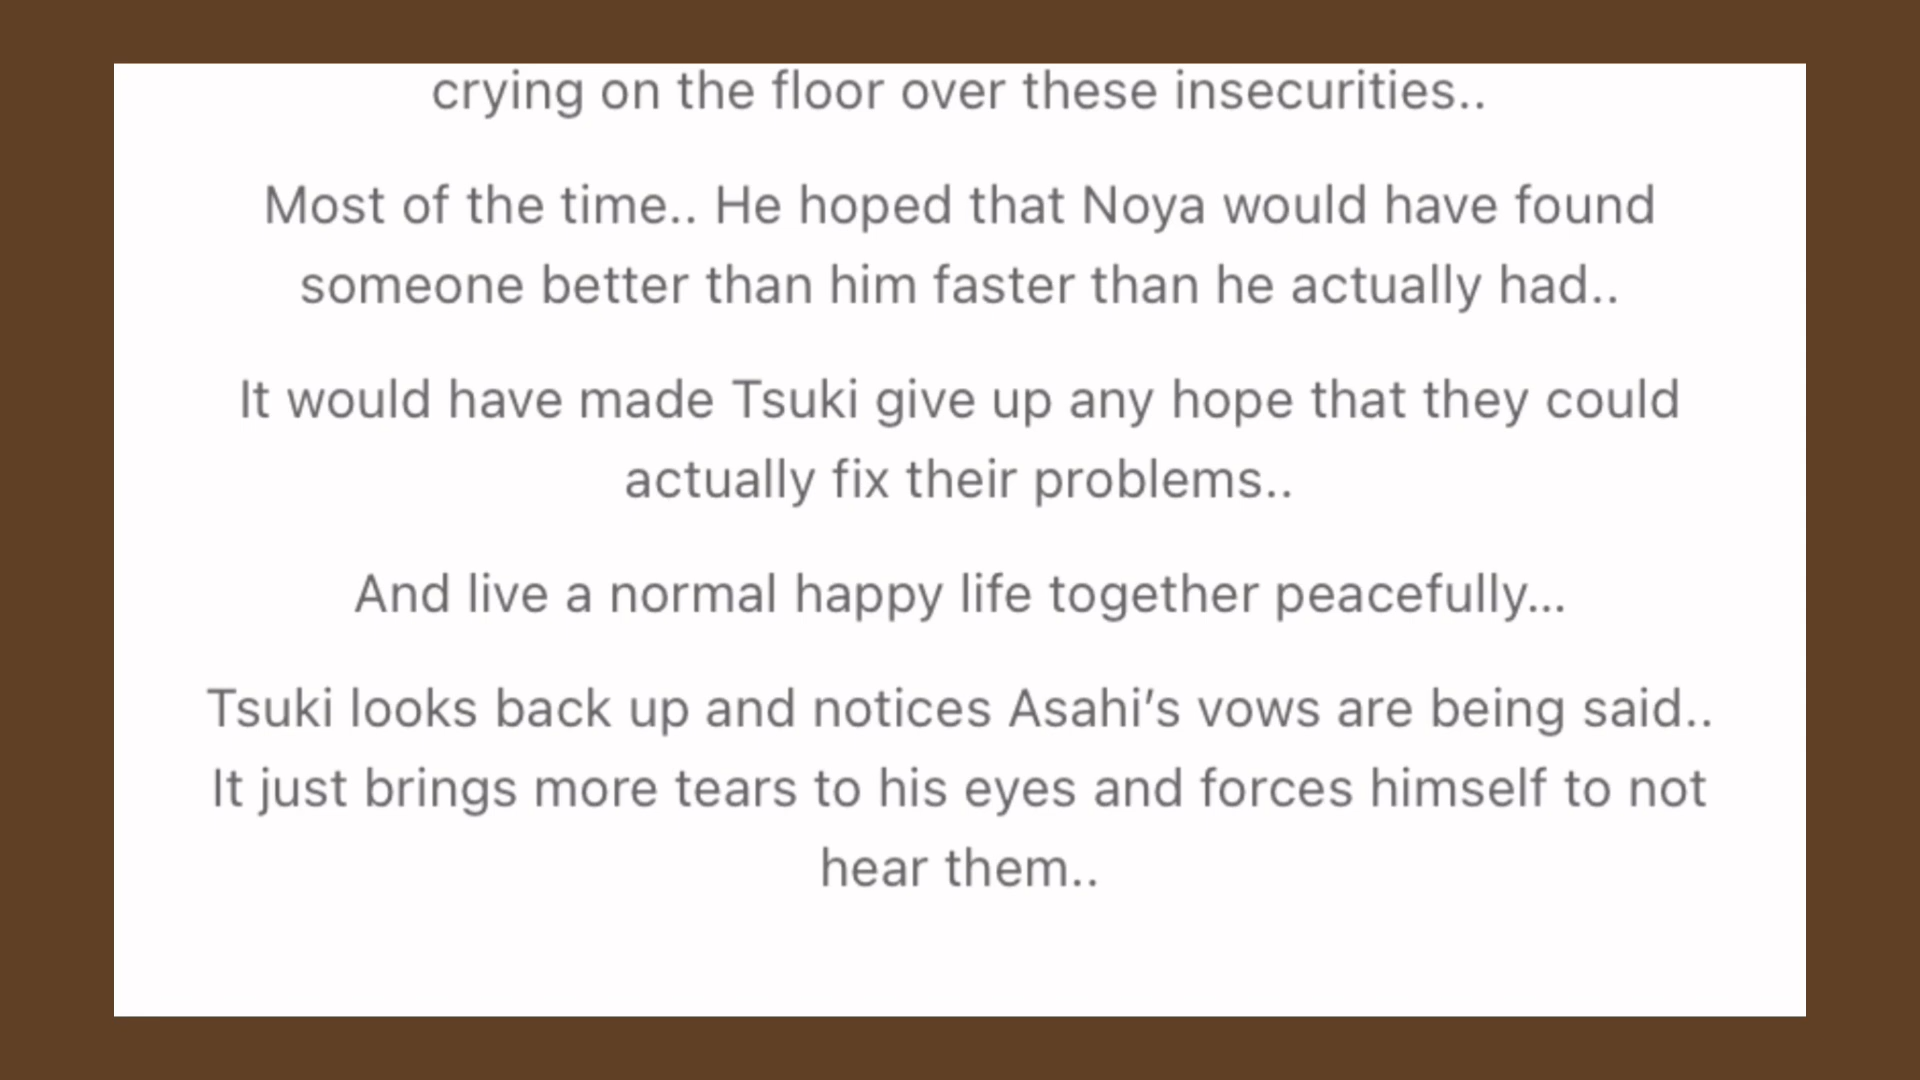 crying on the floor over these insecurities..
Most of the time.. He hoped that Noya would have found
someone better than him faster than he actually had..
It would have made Tsuki give up any hope that they could
actually fix their problems..
And live a normal happy life together peacefully...
Tsuki looks back up and notices Asahi’s vows are being said..
It just brings more tears to his eyes and forces himself to not
hear them..